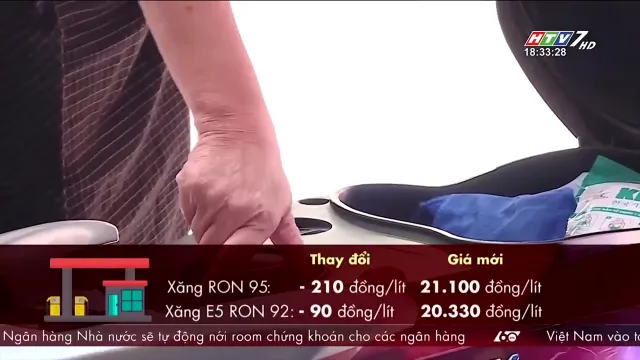 HTV7 HD
18:33:28
Thay đổi Giá mới
Xăng RON 95: - 210 đồng/lít 21.100 đồng/lít
Xăng E5 RON 92: - 90 đồng/lít 20.330 đồng/lít
Ngân hàng Nhà nước sẽ tự động nới room chứng khoán cho các ngân hàng 60 Việt Nam vào